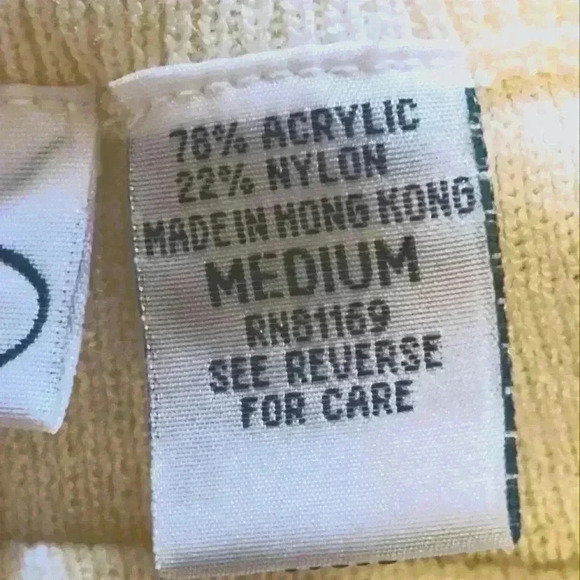 78% ACRYLIC
22% NYLON
MADE IN HONG KONG
MEDIUM
RN81169
SEE REVERSE
FOR CARE